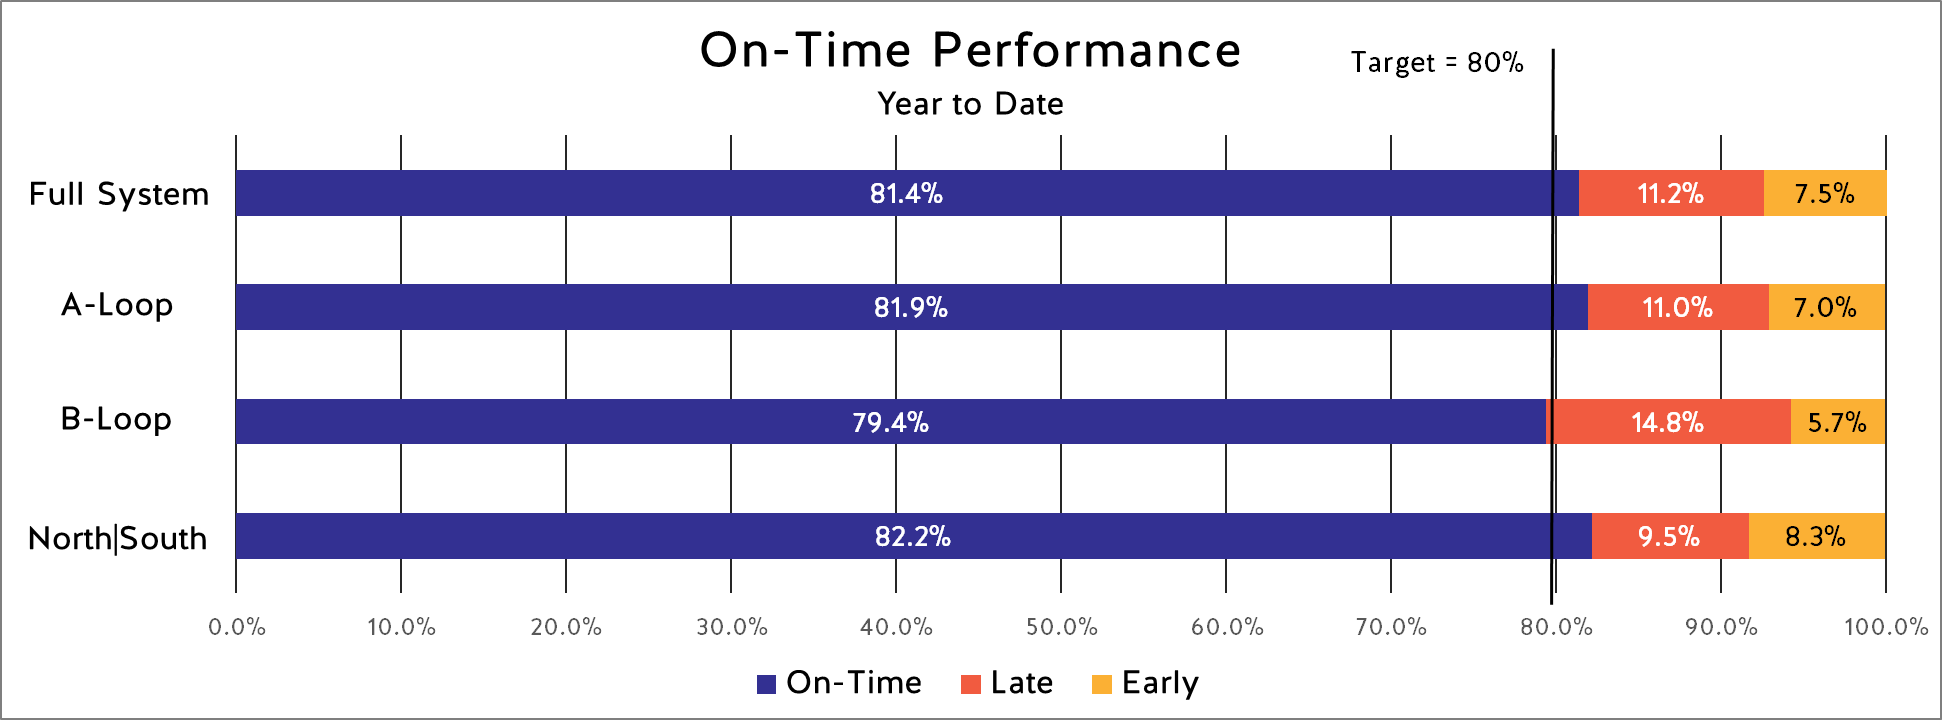 On-Time Performance
Target = 80%
Year to Date
Full System 81.4% 11.2% 7.5%
A-Loop 81.9% 11.0% 7.0%
B-Loop 79.4% 14.8% 5.7%
North|South 82.2% 9.5% 8.3%
0.0% 10.0% 20.0% 30.0% 40.0% 50.0% 60.0% 70.0% 80.0% 90.0% 100.0%
On-Time Late Early